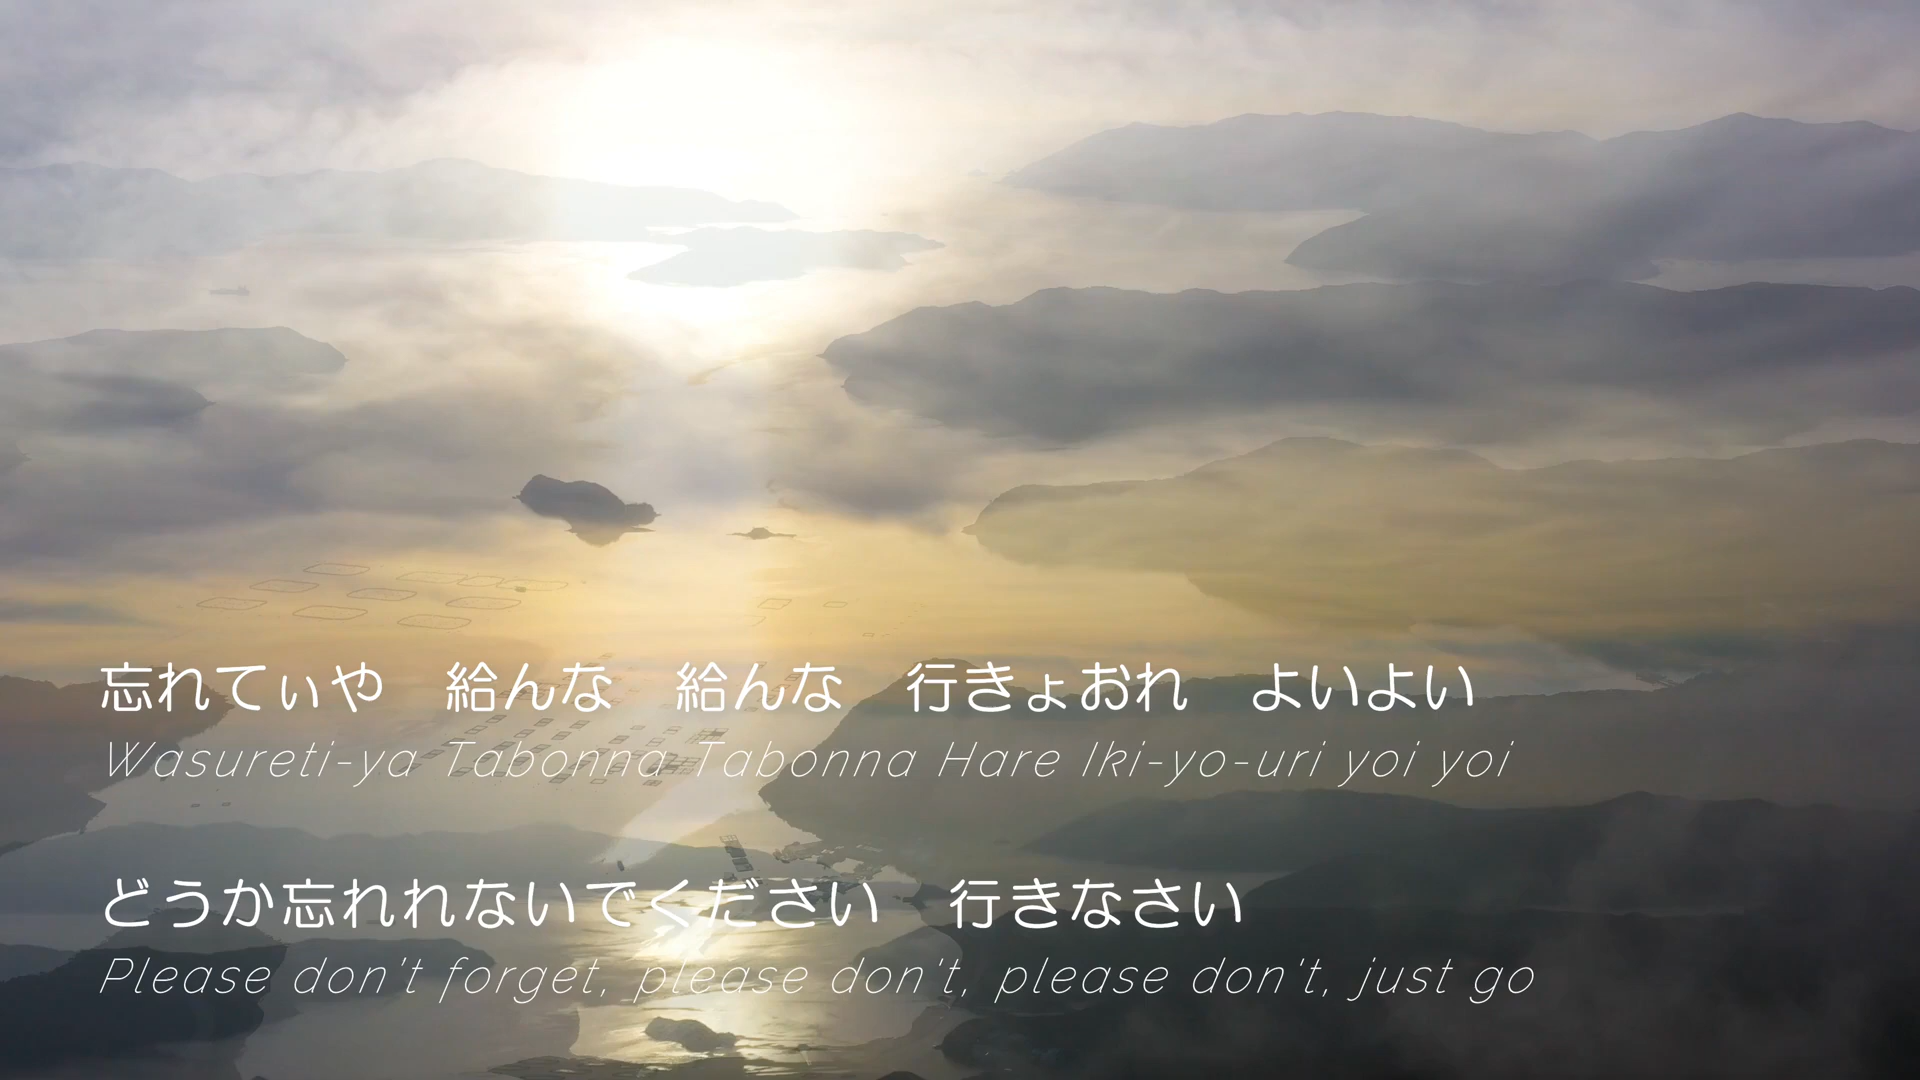 忘れてぃや　給んな　給んな　行きょおれ　よいよい
Wasureti-ya Tabonna Tabonna Hare Iki-yo-uri yoi yoi
どうか忘れれないでください　行きなさい
Please don't forget, please don't, please don't, just go